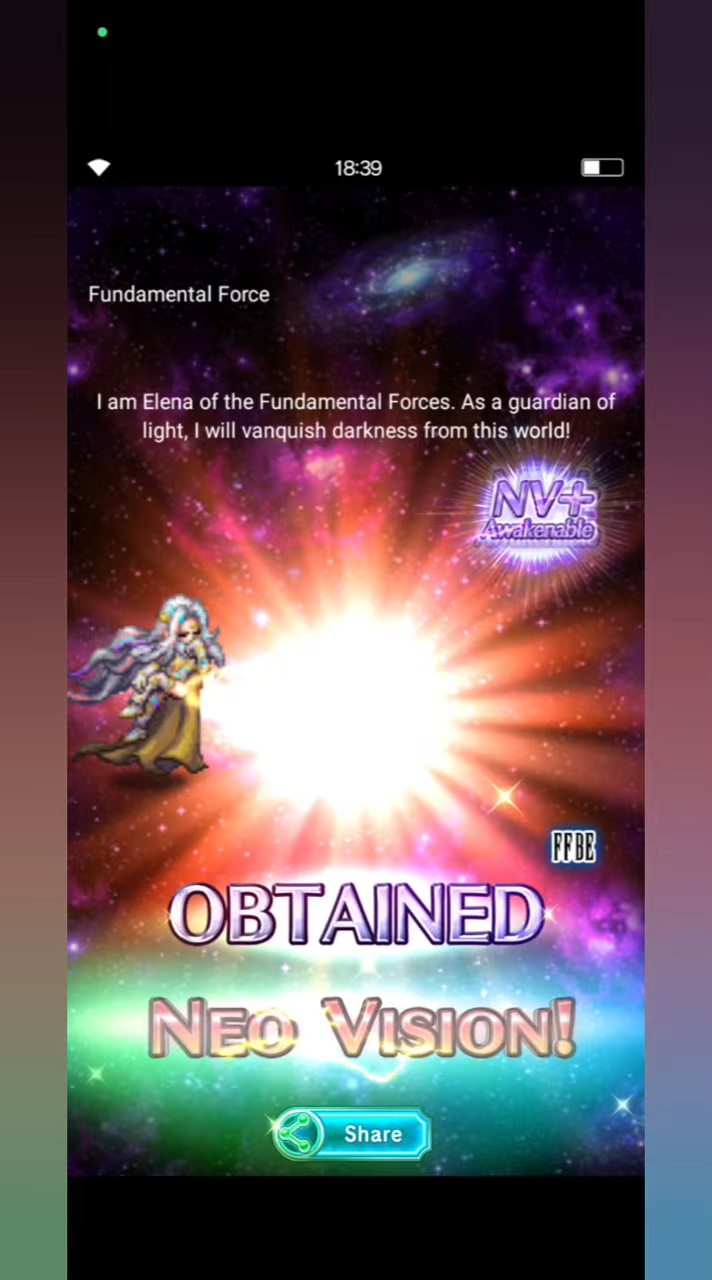 18:39
Fundamental Force
I am Elena of the Fundamental Forces. As a guardian of
light, I will vanquish darkness from this world!
NV+
Awakenable
FFBE
OBTAINED
NEO VISION!
Share